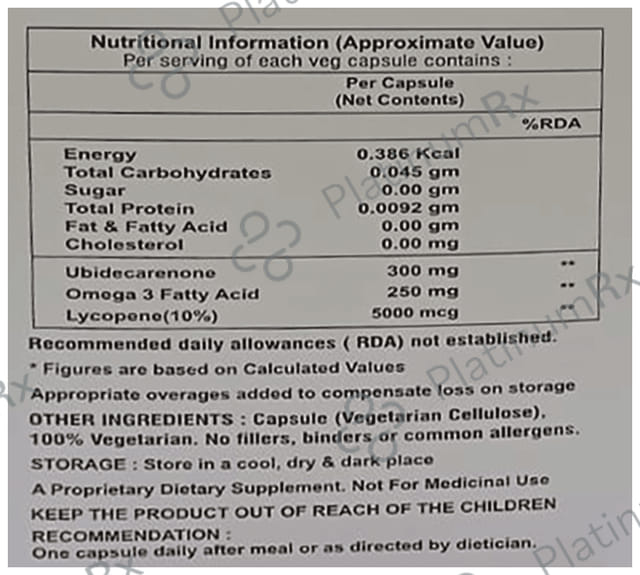 Nutritional Information (Approximate Value)
Per serving of each veg capsule contains :
Per Capsule
(Net Contents)
%RDA
Energy 0.386 Kcal
Total Carbohydrates 0.045 gm
Sugar 0.00 gm
Total Protein 0.0092 gm
Fat & Fatty Acid 0.00 gm
Cholesterol 0.00 mg
Ubidecarenone 300 mg **
Omega 3 Fatty Acid 250 mg **
Lycopene(10%) 5000 mcg **
Recommended daily allowances ( RDA) not established.
* Figures are based on Calculated Values
Appropriate overages added to compensate loss on storage
OTHER INGREDIENTS : Capsule (Vegetarian Cellulose),
100% Vegetarian. No fillers, binders or common allergens.
STORAGE : Store in a cool, dry & dark place
A Proprietary Dietary Supplement. Not For Medicinal Use
KEEP THE PRODUCT OUT OF REACH OF THE CHILDREN
RECOMMENDATION :
One capsule daily after meal or as directed by dietician.
PlatinumRx
PlatinumRx
Platin